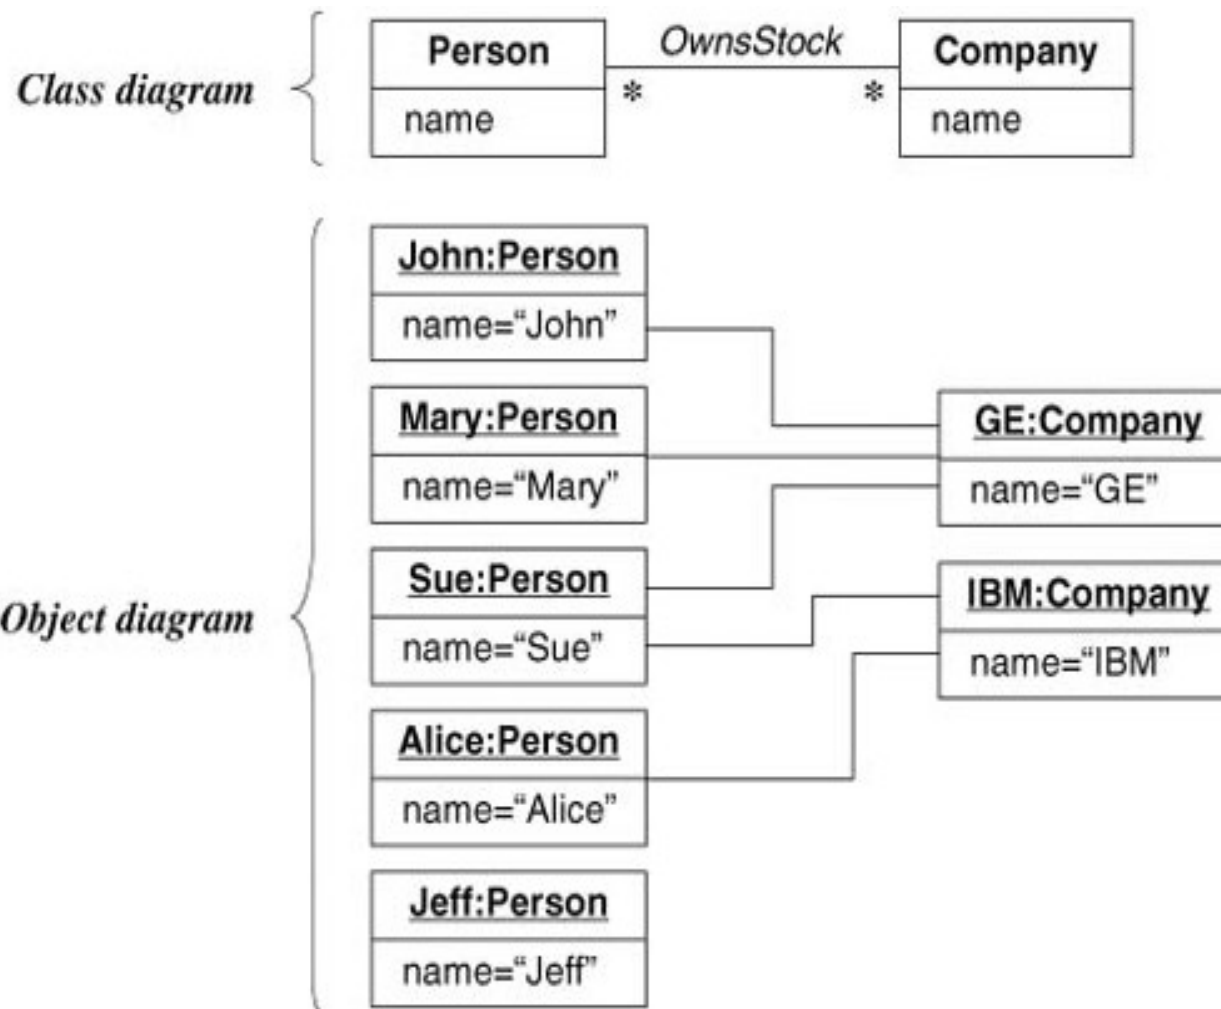 Class diagram
Person
name
OwnsStock
*
*
Company
name
Object diagram
John:Person
name=“John”
Mary:Person
name=“Mary”
Sue:Person
name=“Sue”
Alice:Person
name=“Alice”
Jeff:Person
name=“Jeff”
GE:Company
name=“GE”
IBM:Company
name=“IBM”